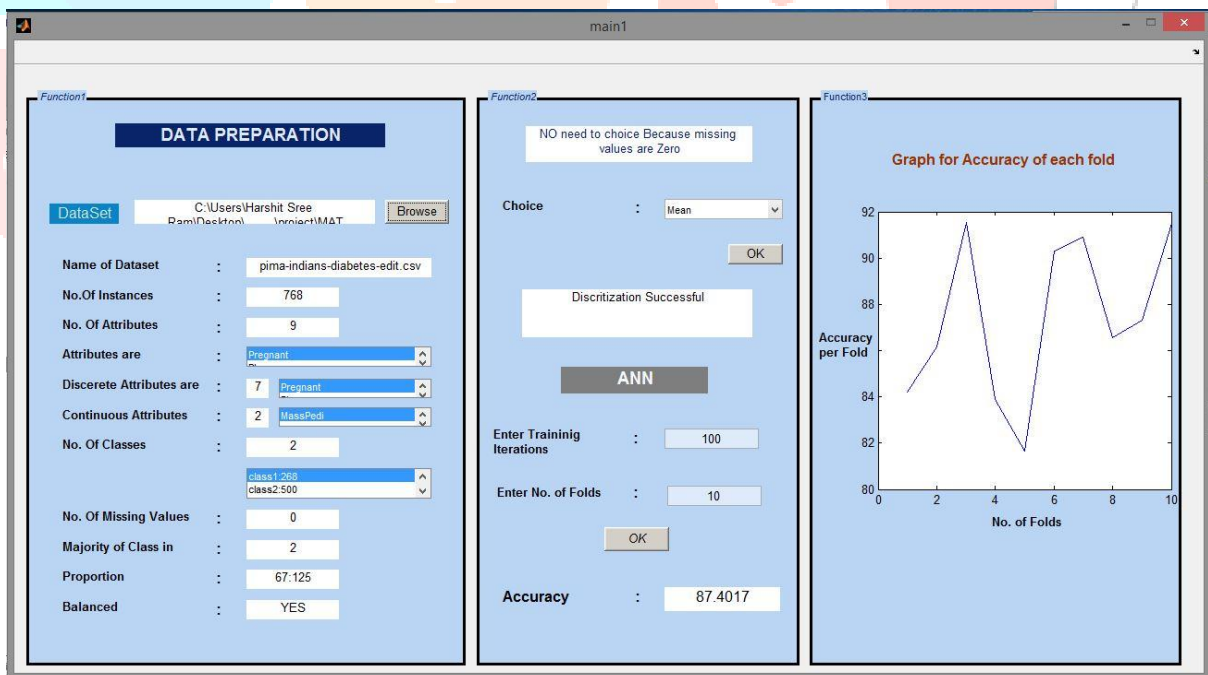 main1
Function1
DATA PREPARATION
DataSet
C:\Users\Harshit Sree
Ram\Desktop\ \project\MAT
Browse
Name of Dataset : pima-indians-diabetes-edit.csv
No.Of Instances : 768
No. Of Attributes : 9
Attributes are : Pregnant
Discerete Attributes are : 7 Pregnant
Continuous Attributes : 2 MassPedi
No. Of Classes : 2
class1:268
class2:500
No. Of Missing Values : 0
Majority of Class in : 2
Proportion : 67:125
Balanced : YES
Function2
NO need to choice Because missing
values are Zero
Choice : Mean
OK
Discritization Successful
ANN
Enter Traininig
Iterations : 100
Enter No. of Folds : 10
OK
Accuracy : 87.4017
Function3
Graph for Accuracy of each fold
92
90
88
Accuracy
per Fold
84
82
80
0 2 4 6 8 10
No. of Folds